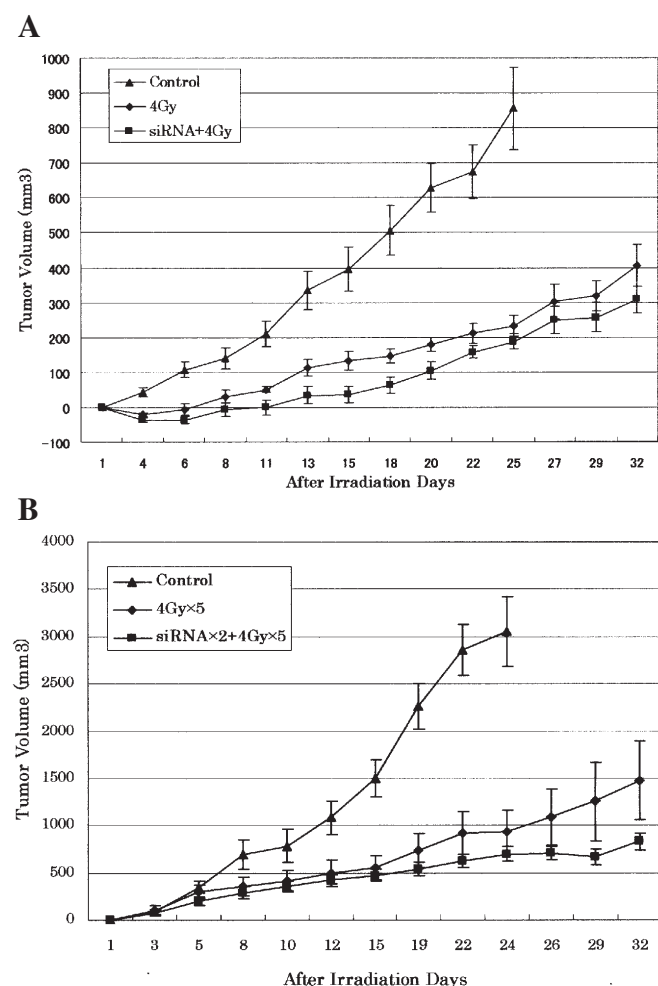 A
1000
900
800
700
600
500
400
300
200
100
0
-100
Tumor Volume (mm3)
Control
4Gy
siRNA+4Gy
1 4 6 8 11 13 15 18 20 22 25 27 29 32
After Irradiation Days
B
4000
3500
3000
2500
2000
1500
1000
500
0
Tumor Volume (mm3)
Control
4Gy×5
siRNA×2+4Gy×5
1 3 5 8 10 12 15 19 22 24 26 29 32
After Irradiation Days